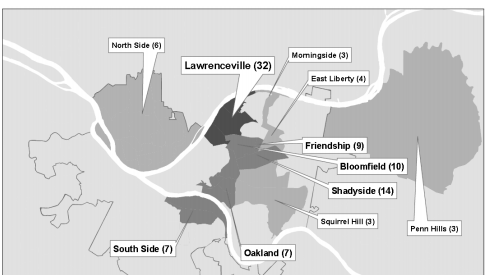 North Side (6)
Morningside (3)
Lawrenceville (32)
East Liberty (4)
Friendship (9)
Bloomfield (10)
Shadyside (14)
Squirrel Hill (3)
Penn Hills (3)
South Side (7)
Oakland (7)